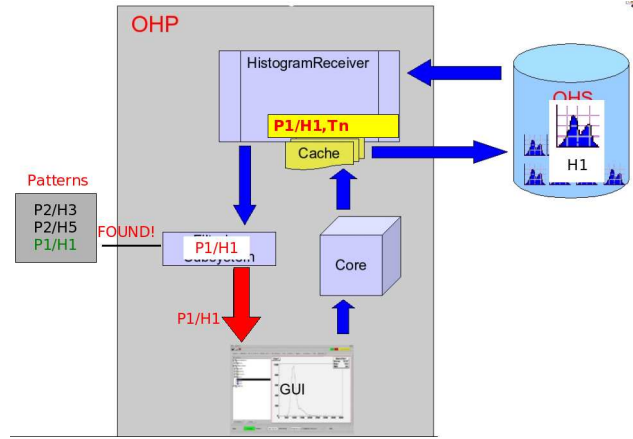 OHP
HistogramReceiver
P1/H1,Tn
Cache
OHS
H1
Patterns
P2/H3
P2/H5
P1/H1
FOUND!
P1/H1
Subsystem
Core
P1/H1
GUI